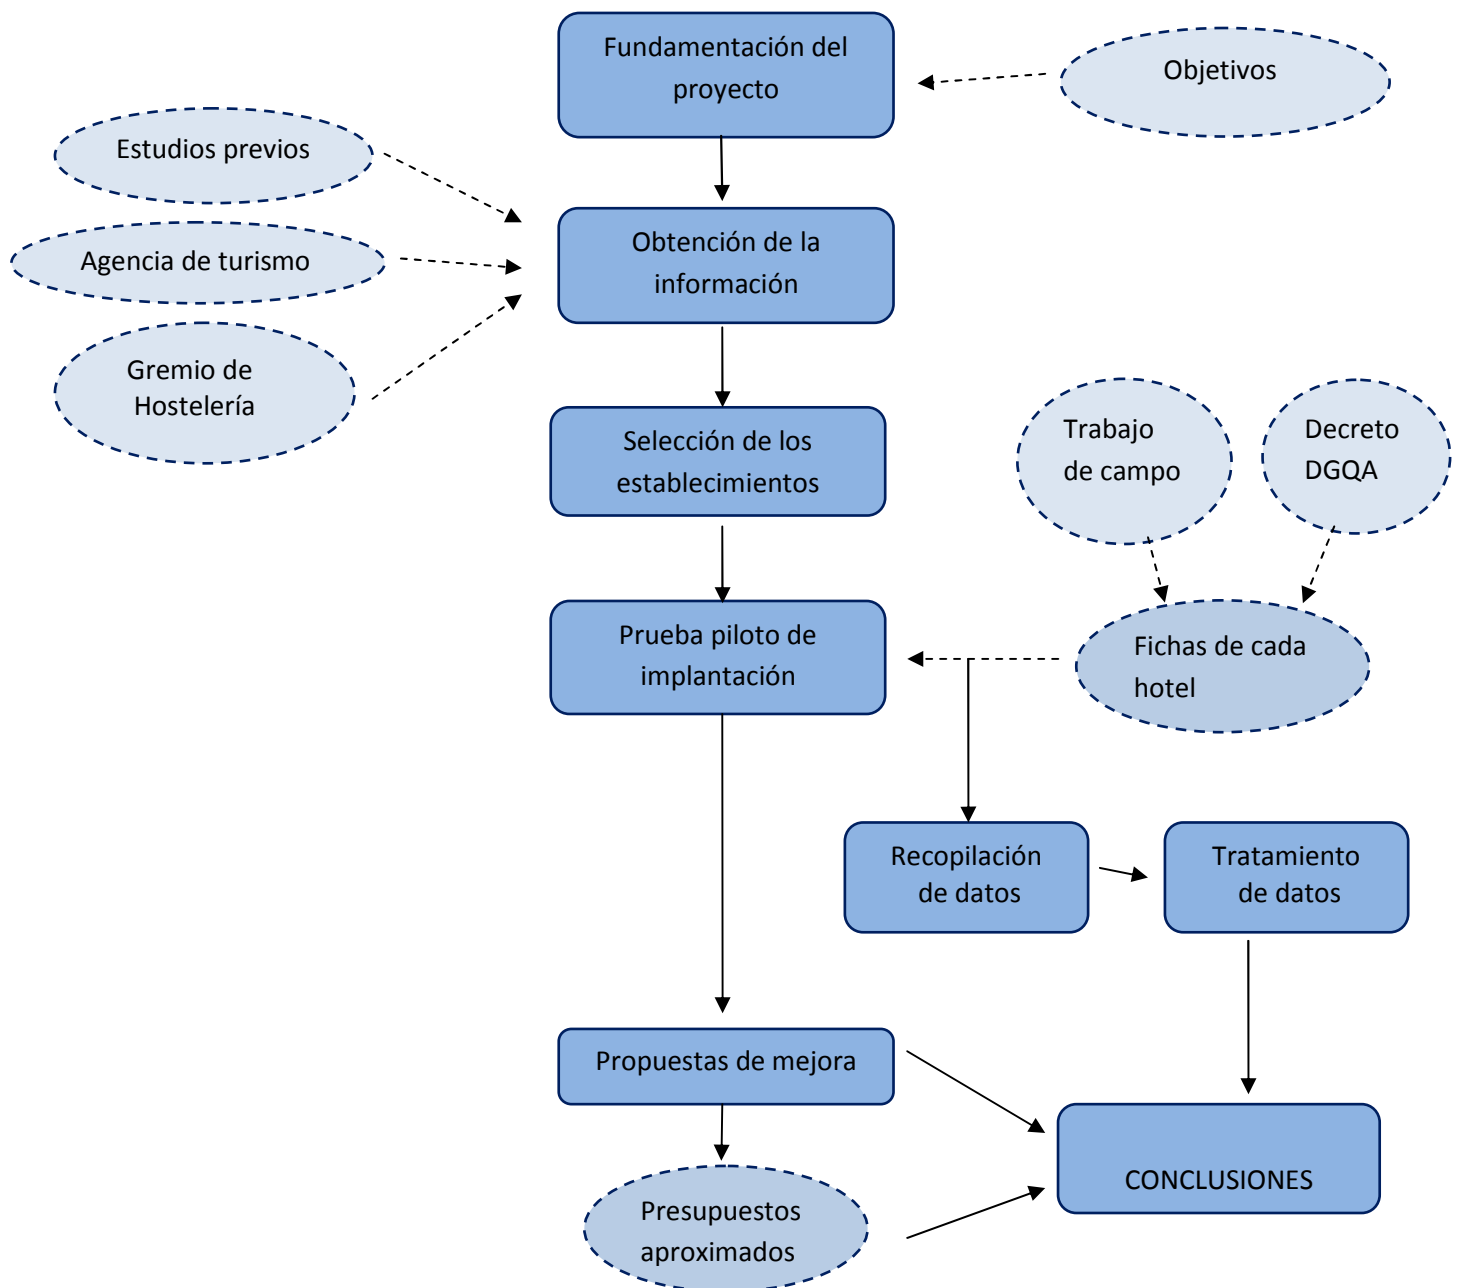 Fundamentación del
proyecto
Objetivos
Estudios previos
Agencia de turismo
Gremio de
Hostelería
Obtención de la
información
Selección de los
establecimientos
Trabajo
de campo
Decreto
DGQA
Prueba piloto de
implantación
Fichas de cada
hotel
Recopilación
de datos
Tratamiento
de datos
Propuestas de mejora
CONCLUSIONES
Presupuestos
aproximados